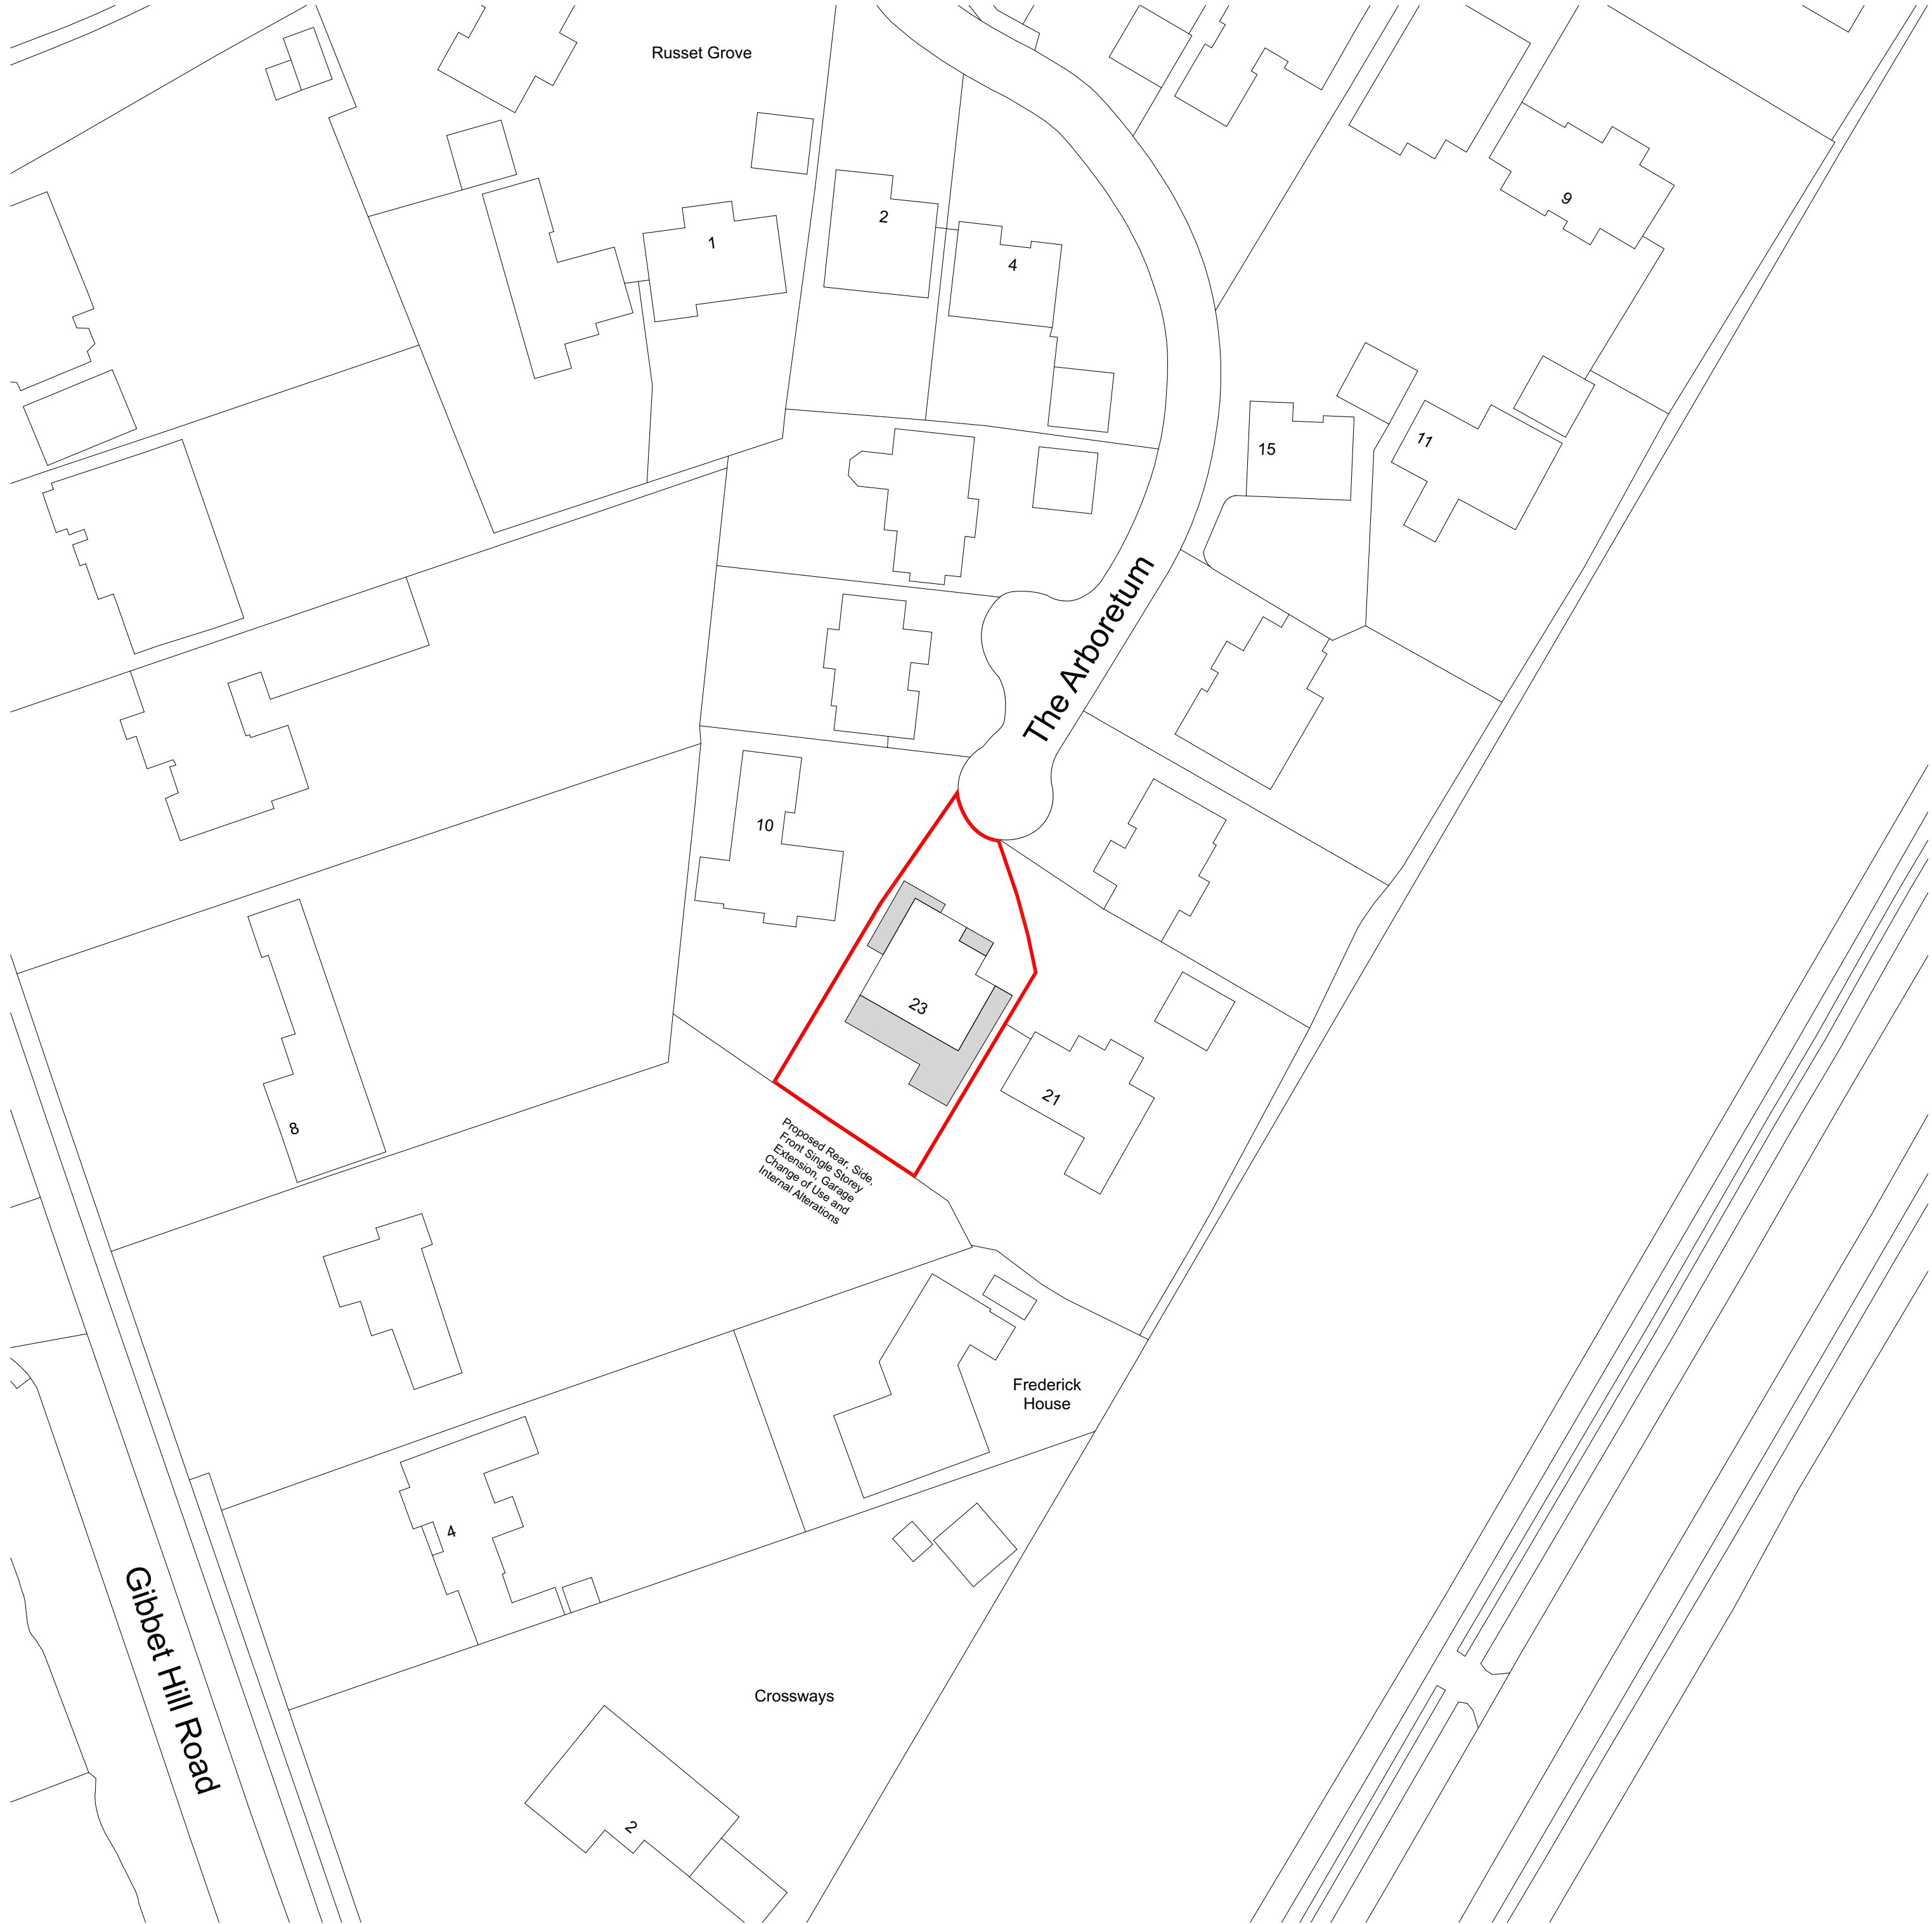 Russet Grove
9
2
1
4
15
11
The Arboretum
10
23
21
8
Proposed Rear, Side,
Front Single Storey
Extension, Garage
Change of Use and
Internal Alterations
Frederick
House
4
Gibbet Hill Road
Crossways
2